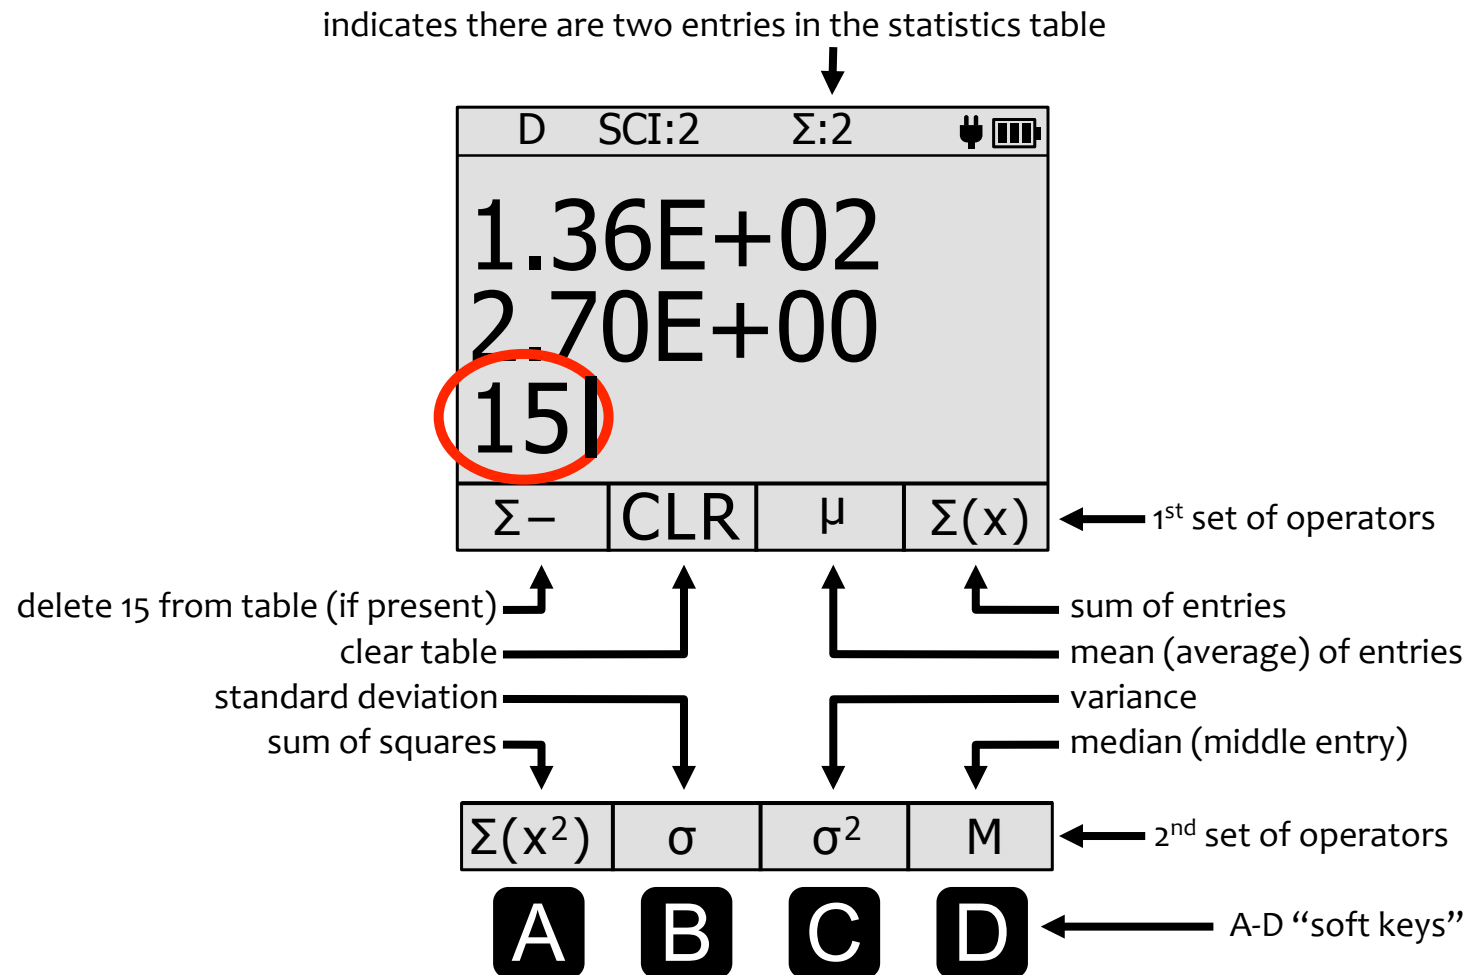 indicates there are two entries in the statistics table
D SCI:2 Σ:2
1.36E+02
2.70E+00
15
Σ– CLR µ Σ(x)
1st set of operators
delete 15 from table (if present)
sum of entries
clear table
mean (average) of entries
standard deviation
variance
sum of squares
median (middle entry)
Σ(x²) σ σ² M
2nd set of operators
A B C D
A-D “soft keys”